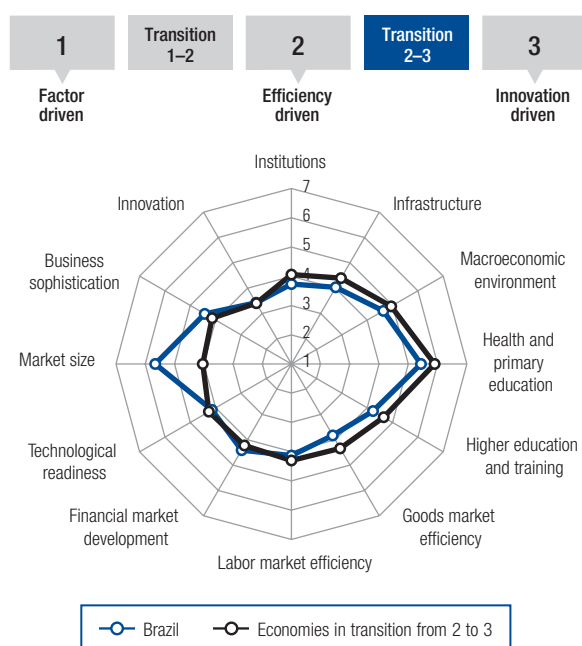 1
Transition
1–2
2
Transition
2–3
3
Factor
driven
Efficiency
driven
Innovation
driven
Institutions
Innovation
7
Infrastructure
6
Business
sophistication
5
Macroeconomic
environment
4
3
Market size
2
1
Health and
primary
education
Technological
readiness
Higher education
and training
Financial market
development
Goods market
efficiency
Labor market efficiency
Brazil
Economies in transition from 2 to 3